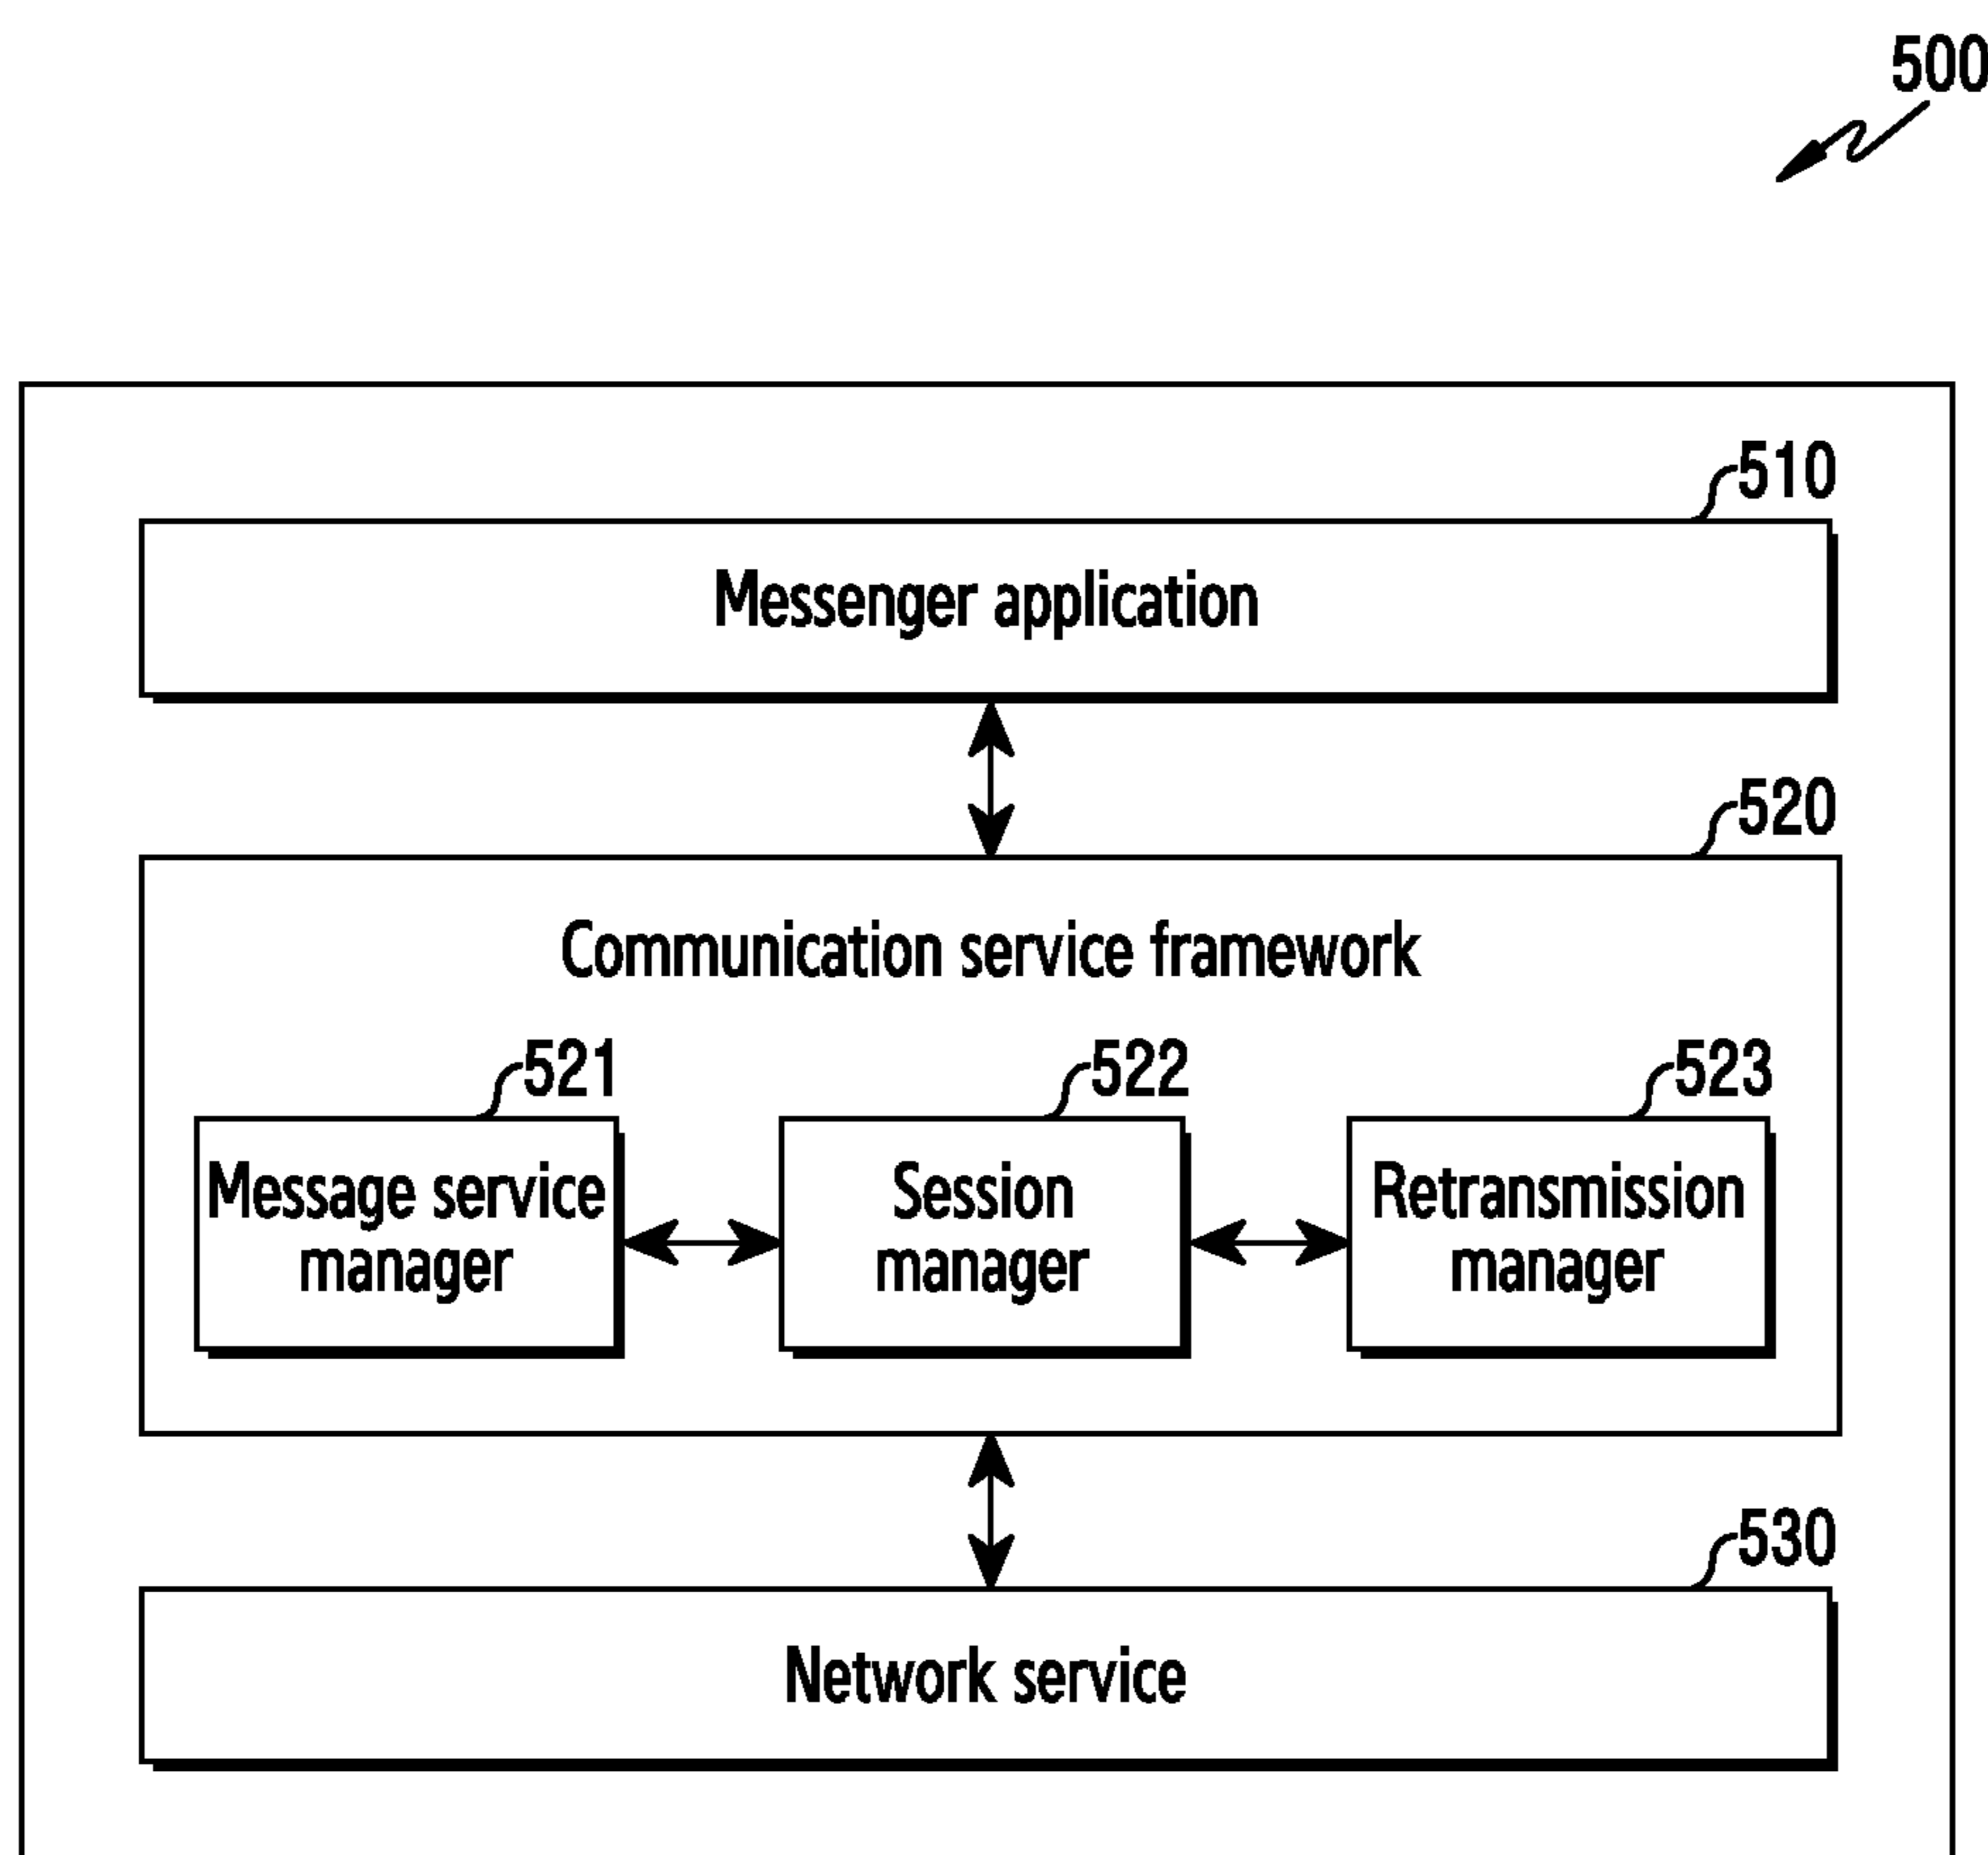 500
510
Messenger application
520
Communication service framework
521
522
523
Message service
manager
Session
manager
Retransmission
manager
530
Network service